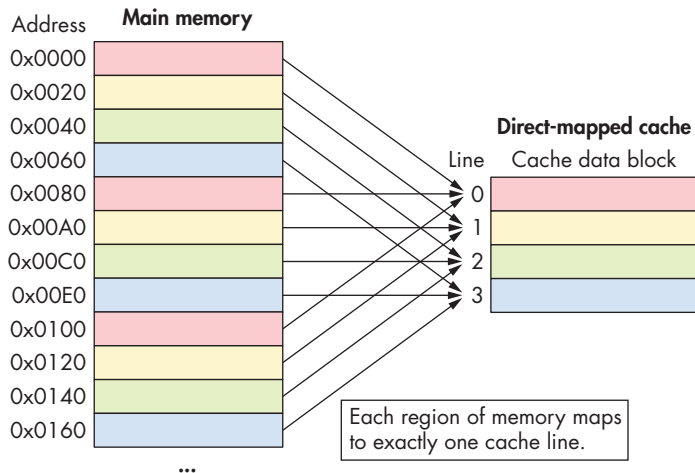 Main memory
Address
0x0000
0x0020
0x0040
0x0060
0x0080
0x00A0
0x00C0
0x00E0
0x0100
0x0120
0x0140
0x0160
...
Direct-mapped cache
Line Cache data block
0
1
2
3
Each region of memory maps
to exactly one cache line.